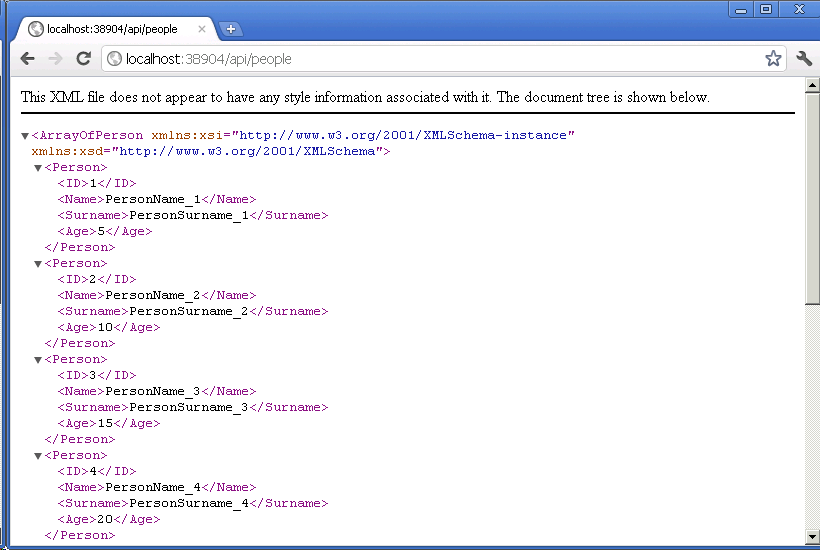 localhost:38904/api/people
localhost:38904/api/people
This XML file does not appear to have any style information associated with it. The document tree is shown below.
<ArrayOfPerson xmlns:xsi="http://www.w3.org/2001/XMLSchema-instance"
xmlns:xsd="http://www.w3.org/2001/XMLSchema">
<Person>
<ID>1</ID>
<Name>PersonName_1</Name>
<Surname>PersonSurname_1</Surname>
<Age>5</Age>
</Person>
<Person>
<ID>2</ID>
<Name>PersonName_2</Name>
<Surname>PersonSurname_2</Surname>
<Age>10</Age>
</Person>
<Person>
<ID>3</ID>
<Name>PersonName_3</Name>
<Surname>PersonSurname_3</Surname>
<Age>15</Age>
</Person>
<Person>
<ID>4</ID>
<Name>PersonName_4</Name>
<Surname>PersonSurname_4</Surname>
<Age>20</Age>
</Person>